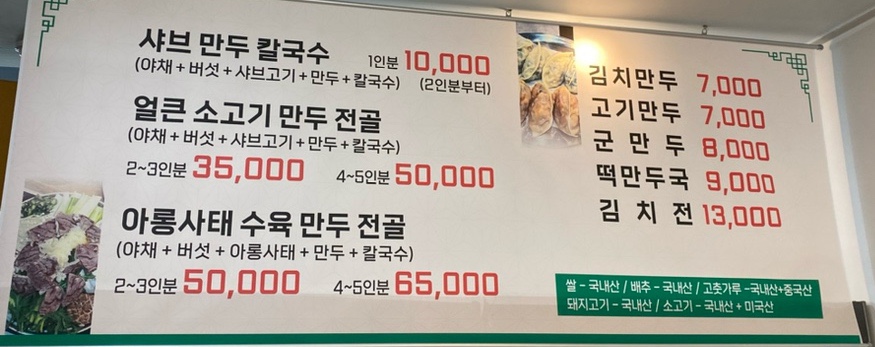 샤브 만두 칼국수 1인분 10,000
(야채+버섯+샤브고기+만두+칼국수) (2인분부터)
얼큰 소고기 만두 전골
(야채+버섯+샤브고기+만두+칼국수)
2~3인분 35,000 4~5인분 50,000
아롱사태 수육 만두 전골
(야채+버섯+아롱사태+만두+칼국수)
2~3인분 50,000 4~5인분 65,000
김치만두 7,000
고기만두 7,000
군만두 8,000
떡만두국 9,000
김치전 13,000
쌀-국내산/배추-국내산/고춧가루-국내산+중국산
돼지고기-국내산/소고기-국내산+미국산